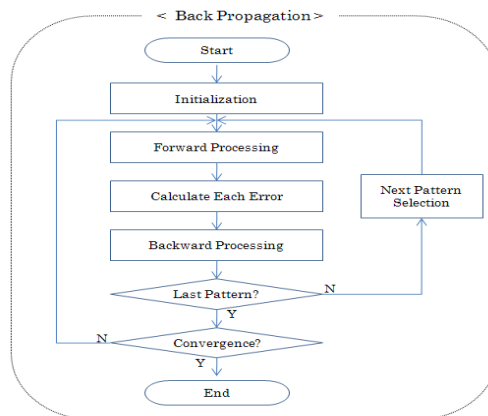 < Back Propagation>
Start
Initialization
Forward Processing
Calculate Each Error
Next Pattern
Selection
Backward Processing
Last Pattern?
N
Y
N
Convergence?
Y
End